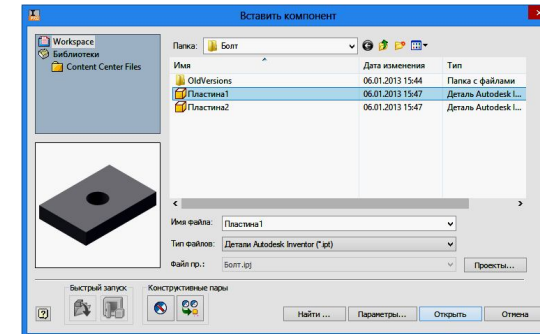 Вставить компонент
Workspace
Библиотеки
Content Center Files
Папка: Болт
Имя Дата изменения Тип
OldVersions 06.01.2013 15:44 Папка с файлами
Пластина1 06.01.2013 15:47 Деталь Autodesk I...
Пластина2 06.01.2013 15:47 Деталь Autodesk I...
Имя файла: Пластина1
Тип файлов: Детали Autodesk Inventor (*.ipt)
Файл пр.: Болт.ipj Проекты...
Быстрый запуск Конструктивные пары
Найти ... Параметры... Открыть Отмена